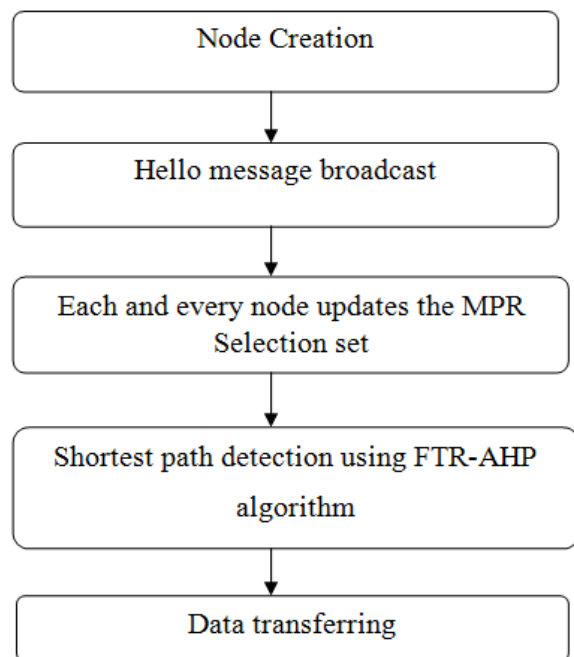 Node Creation
Hello message broadcast
Each and every node updates the MPR
Selection set
Shortest path detection using FTR-AHP
algorithm
Data transferring